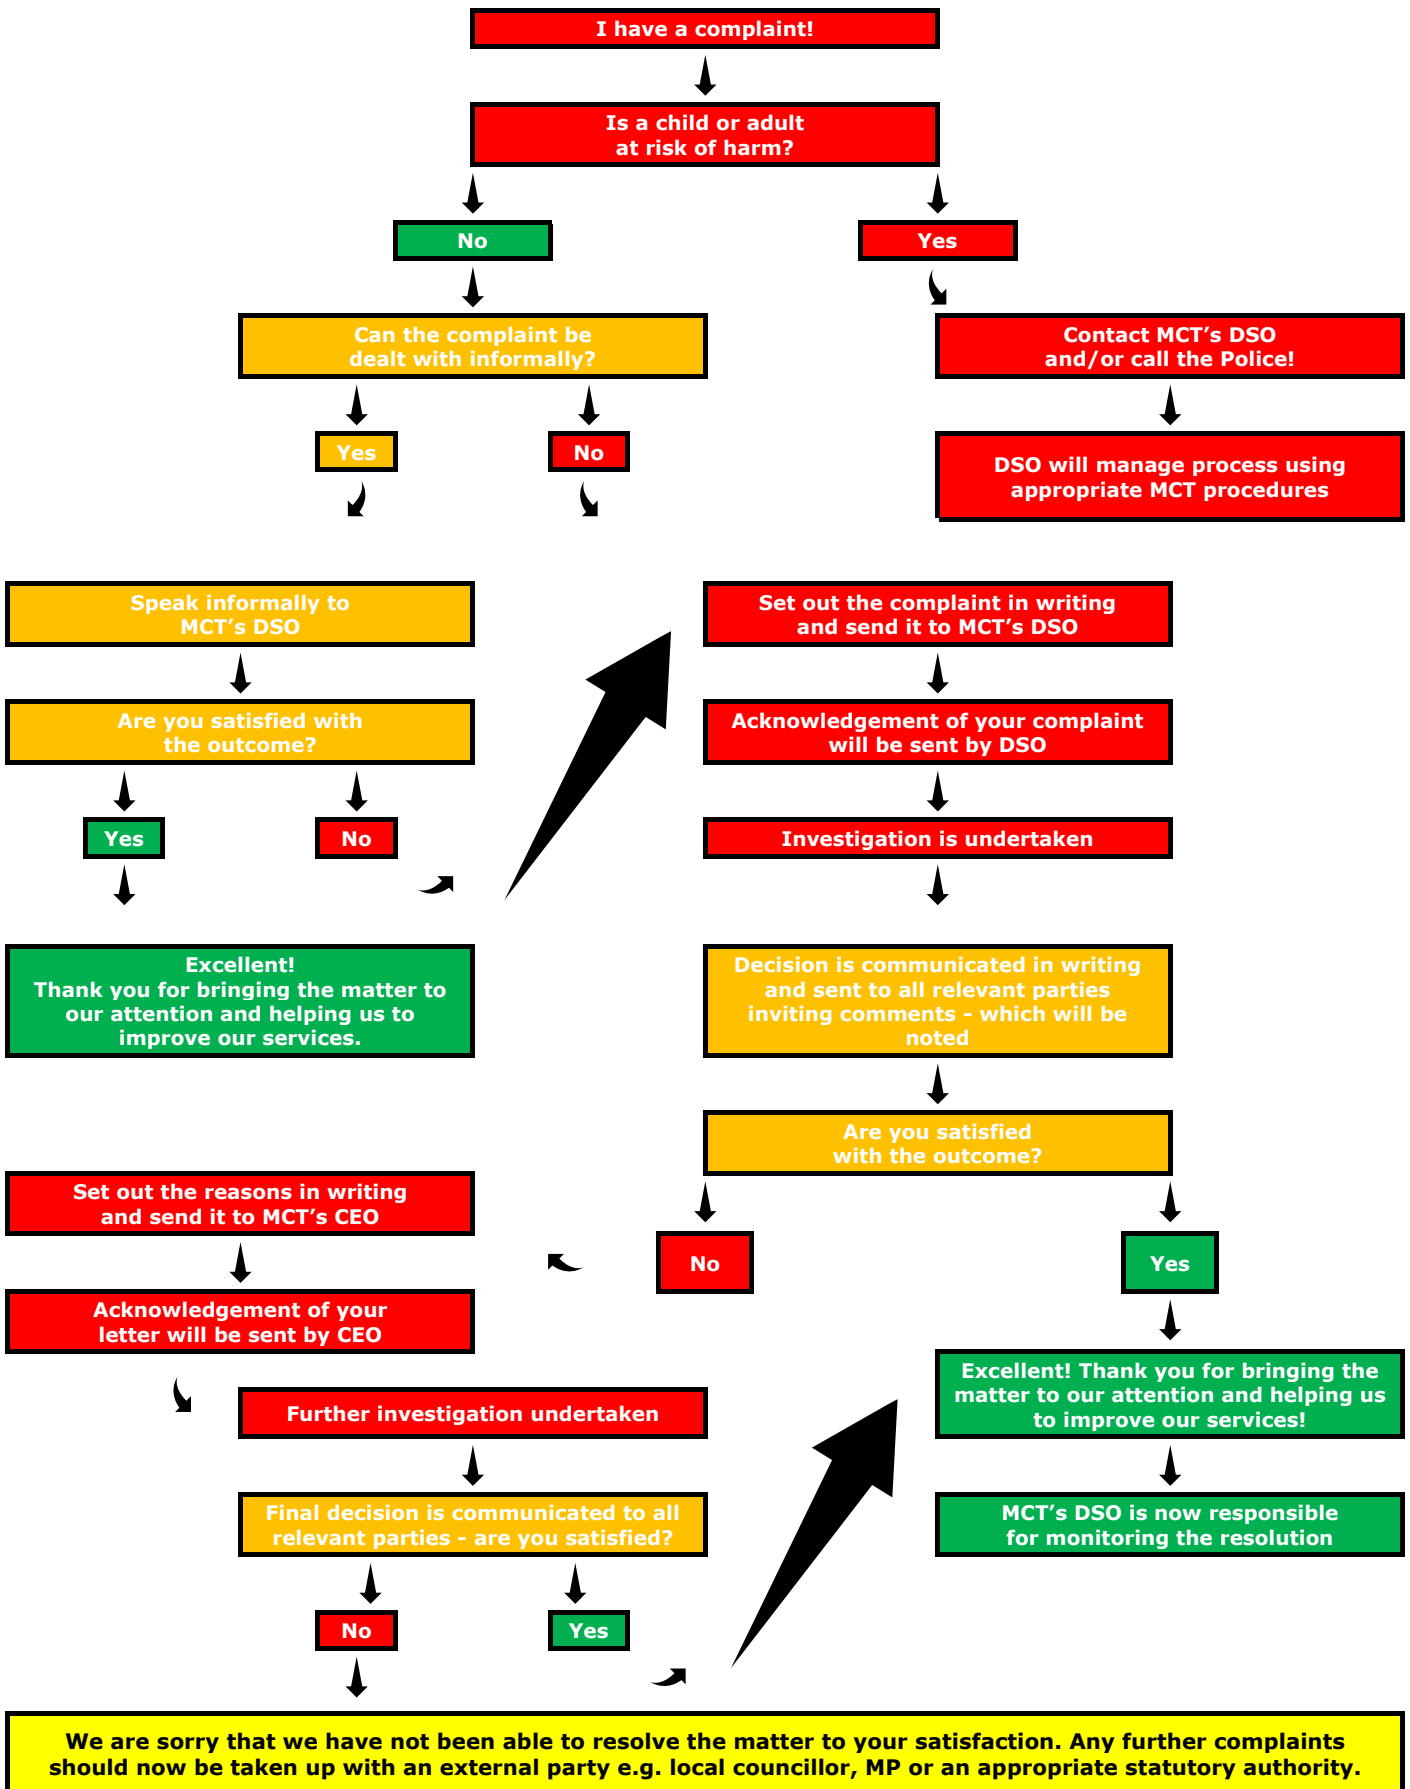 I have a complaint!
Is a child or adult
at risk of harm?
No
Yes
Can the complaint be
dealt with informally?
Contact MCT’s DSO
and/or call the Police!
Yes
No
DSO will manage process using
appropriate MCT procedures
Speak informally to
MCT’s DSO
Set out the complaint in writing
and send it to MCT’s DSO
Are you satisfied with
the outcome?
Acknowledgement of your complaint
will be sent by DSO
Yes
No
Investigation is undertaken
Excellent!
Thank you for bringing the matter to
our attention and helping us to
improve our services.
Decision is communicated in writing
and sent to all relevant parties
inviting comments – which will be
noted
Are you satisfied
with the outcome?
Set out the reasons in writing
and send it to MCT’s CEO
No
Yes
Acknowledgement of your
letter will be sent by CEO
Excellent! Thank you for bringing the
matter to our attention and helping us
to improve our services!
Further investigation undertaken
Final decision is communicated to all
relevant parties – are you satisfied?
MCT’s DSO is now responsible
for monitoring the resolution
No
Yes
We are sorry that we have not been able to resolve the matter to your satisfaction. Any further complaints
should now be taken up with an external party e.g. local councillor, MP or an appropriate statutory authority.